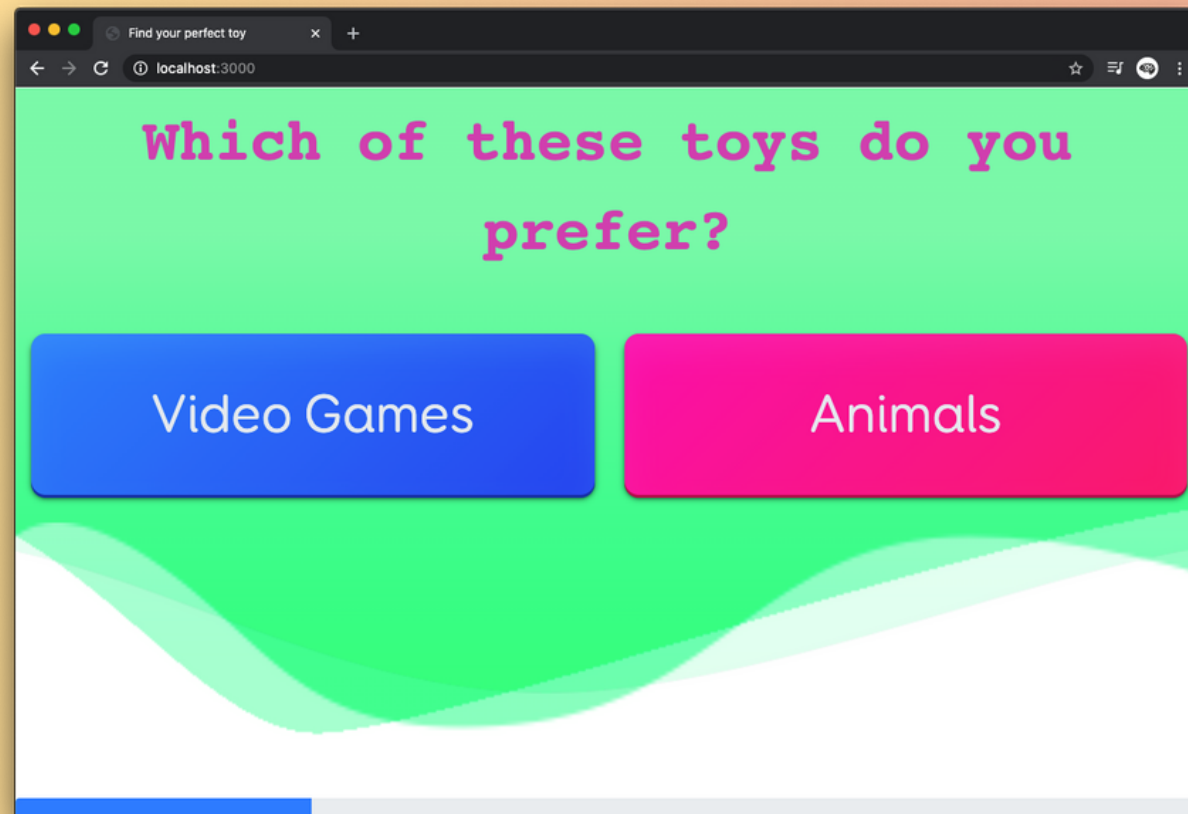 Find your perfect toy
localhost:3000
Which of these toys do you
prefer?
Video Games
Animals